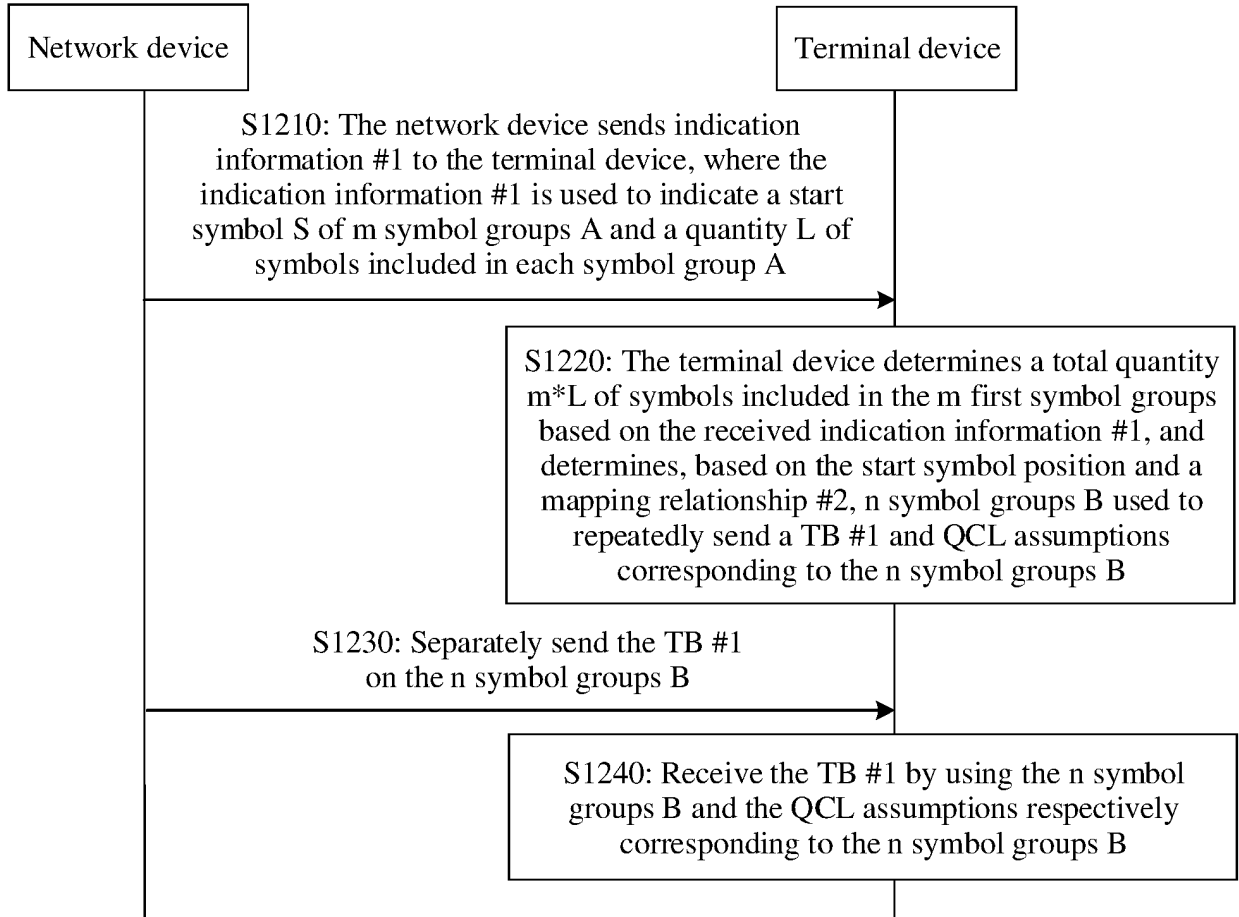 Network device
Terminal device
S1210: The network device sends indication
information #1 to the terminal device, where the
indication information #1 is used to indicate a start
symbol S of m symbol groups A and a quantity L of
symbols included in each symbol group A
S1220: The terminal device determines a total quantity
m*L of symbols included in the m first symbol groups
based on the received indication information #1, and
determines, based on the start symbol position and a
mapping relationship #2, n symbol groups B used to
repeatedly send a TB #1 and QCL assumptions
corresponding to the n symbol groups B
S1230: Separately send the TB #1
on the n symbol groups B
S1240: Receive the TB #1 by using the n symbol
groups B and the QCL assumptions respectively
corresponding to the n symbol groups B